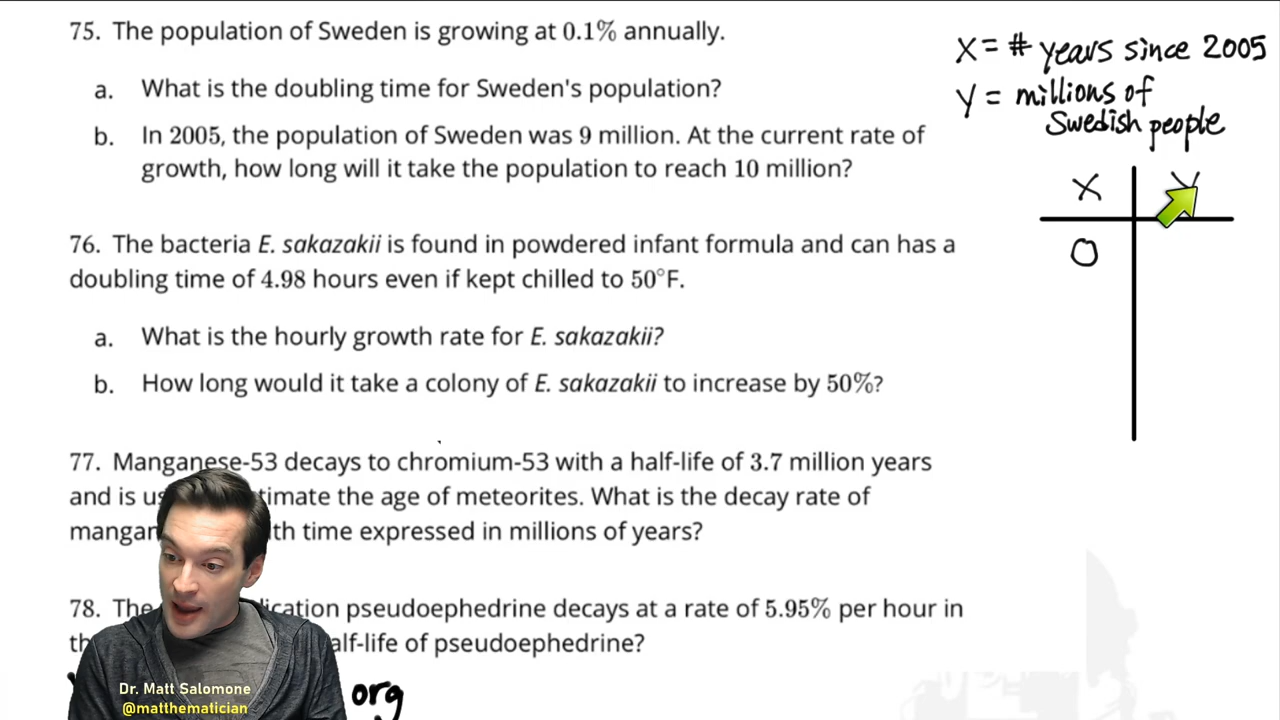 75. The population of Sweden is growing at 0.1% annually.
a. What is the doubling time for Sweden's population?
b. In 2005, the population of Sweden was 9 million. At the current rate of
growth, how long will it take the population to reach 10 million?
76. The bacteria E. sakazakii is found in powdered infant formula and can has a
doubling time of 4.98 hours even if kept chilled to 50°F.
a. What is the hourly growth rate for E. sakazakii?
b. How long would it take a colony of E. sakazakii to increase by 50%?
77. Manganese-53 decays to chromium-53 with a half-life of 3.7 million years
and is timate the age of meteorites. What is the decay rate of
mangan th time expressed in millions of years?
78. The ication pseudoephedrine decays at a rate of 5.95% per hour in
th alf-life of pseudoephedrine?
X = # years since 2005
Y = millions of
Swedish people
X Y
0
org
Dr. Matt Salomone
@matthematician